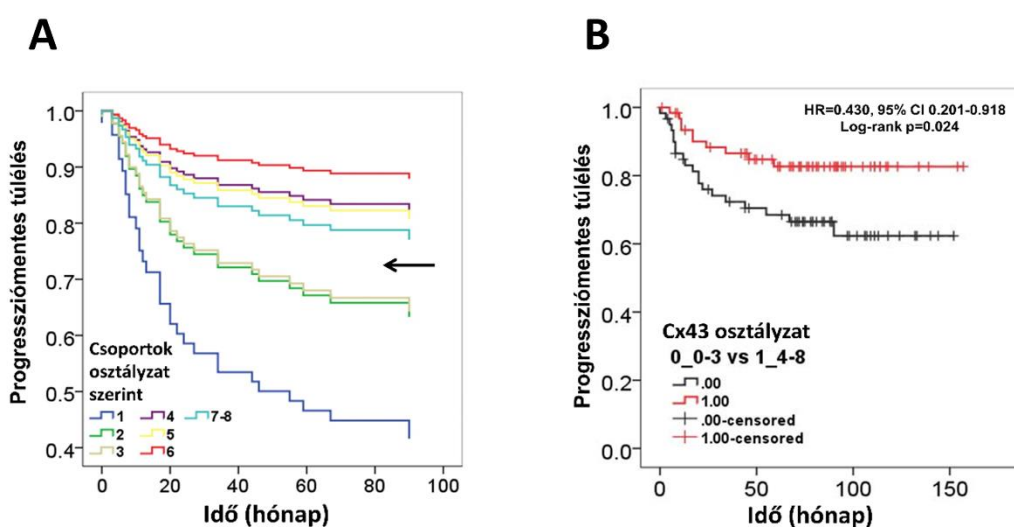 A
Progressziómentes túlélés
1.0
0.9
0.8
0.7
0.6
0.5
0.4
Csoportok
osztályzat
szerint
1 4 7-8
2 5
3 6
0 20 40 60 80 100
Idő (hónap)
B
Progressziómentes túlélés
1.0
0.8
0.6
0.4
0.2
0.0
HR=0.430, 95% CI 0.201-0.918
Log-rank p=0.024
Cx43 osztályzat
0_0-3 vs 1_4-8
.00
1.00
.00-censored
1.00-censored
0 50 100 150
Idő (hónap)